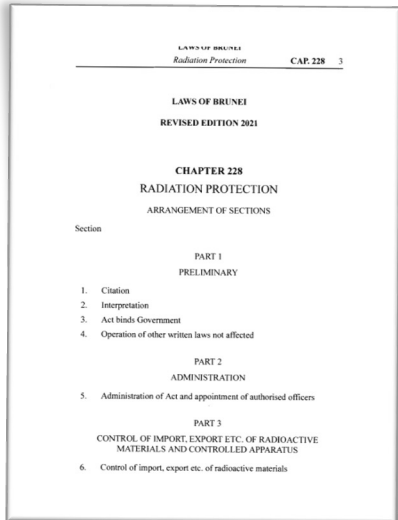 LAWS OF BRUNEI
Radiation Protection CAP. 228 3
LAWS OF BRUNEI
REVISED EDITION 2021
CHAPTER 228
RADIATION PROTECTION
ARRANGEMENT OF SECTIONS
Section
PART 1
PRELIMINARY
1. Citation
2. Interpretation
3. Act binds Government
4. Operation of other written laws not affected
PART 2
ADMINISTRATION
5. Administration of Act and appointment of authorised officers
PART 3
CONTROL OF IMPORT, EXPORT ETC. OF RADIOACTIVE
MATERIALS AND CONTROLLED APPARATUS
6. Control of import, export etc. of radioactive materials